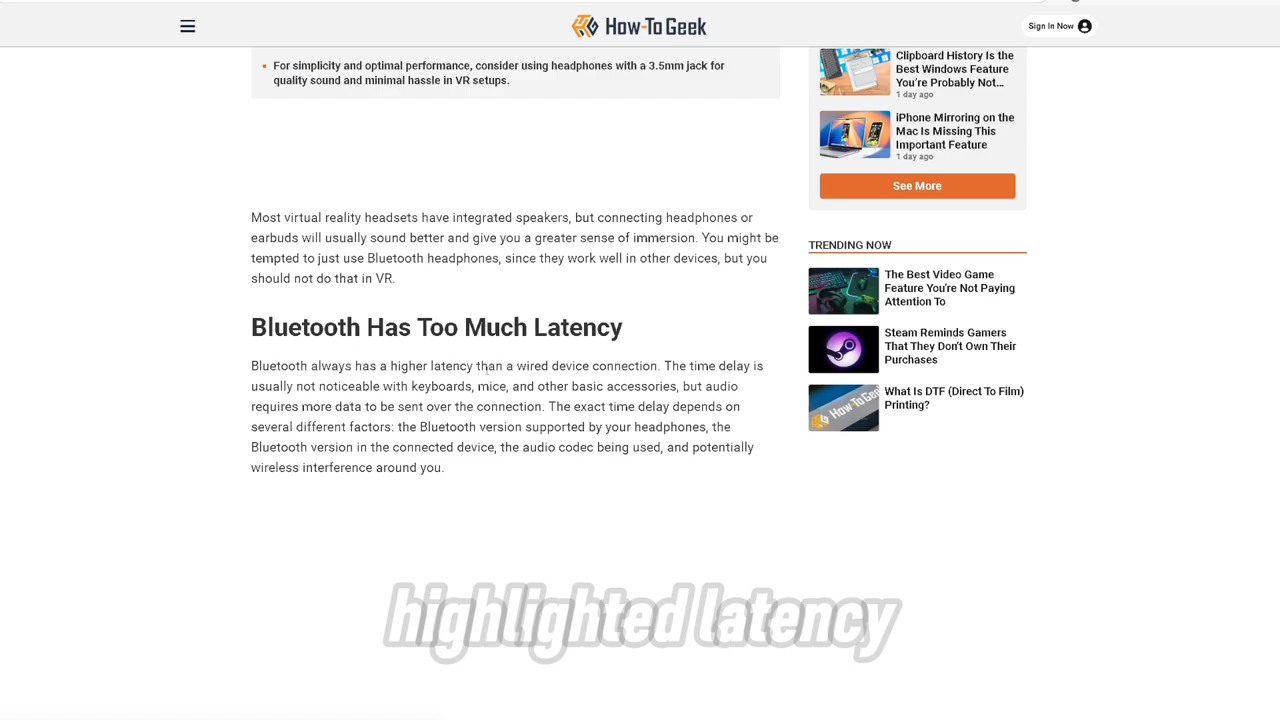 How-To Geek
Sign In Now
For simplicity and optimal performance, consider using headphones with a 3.5mm jack for
quality sound and minimal hassle in VR setups.
Most virtual reality headsets have integrated speakers, but connecting headphones or
earbuds will usually sound better and give you a greater sense of immersion. You might be
tempted to just use Bluetooth headphones, since they work well in other devices, but you
should not do that in VR.
Bluetooth Has Too Much Latency
Bluetooth always has a higher latency than a wired device connection. The time delay is
usually not noticeable with keyboards, mice, and other basic accessories, but audio
requires more data to be sent over the connection. The exact time delay depends on
several different factors: the Bluetooth version supported by your headphones, the
Bluetooth version in the connected device, the audio codec being used, and potentially
wireless interference around you.
Clipboard History Is the
Best Windows Feature
You're Probably Not...
1 day ago
iPhone Mirroring on the
Mac Is Missing This
Important Feature
1 day ago
See More
TRENDING NOW
The Best Video Game
Feature You're Not Paying
Attention To
Steam Reminds Gamers
That They Don't Own Their
Purchases
How-To Geek
What Is DTF (Direct To Film)
Printing?
highlighted latency